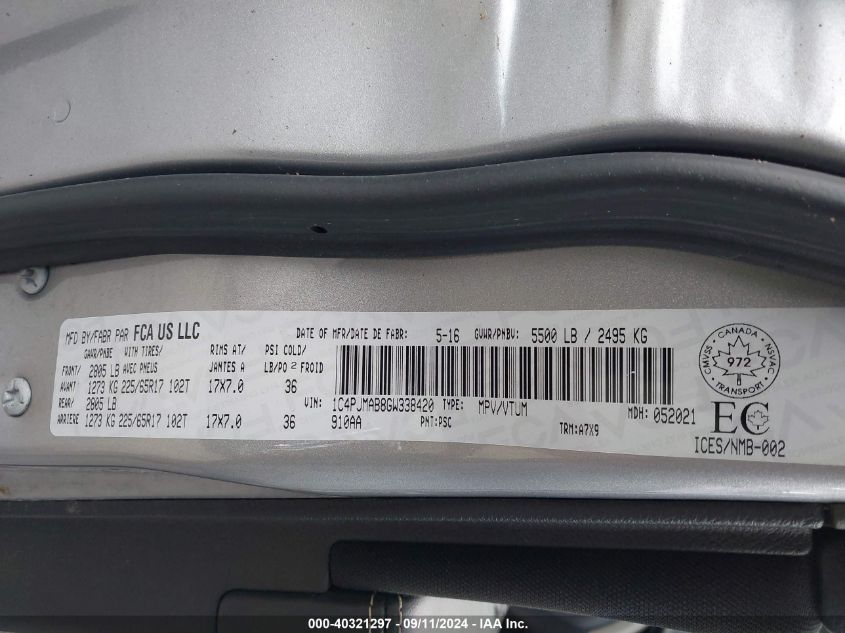 MFD BY/FABR PAR FCA US LLC DATE OF MFR/DATE DE FABR: 5-16 GVWR/PNBV: 5500 LB / 2495 KG
GAWR/PNBE WITH TIRES/ RIMS AT/ PSI COLD/
FRONT/ 2805 LB AVEC PNEUS JANTES A LB/PO² FROID
AVANT 1273 KG 225/65R17 102T 17X7.0 36
REAR/ 2805 LB VIN: 1C4PJMAB8GW338420 TYPE: MPV/VTUM MDH: 052021
ARRIERE 1273 KG 225/65R17 102T 17X7.0 36 910AA PNT:PSC TRM:A7X9
CANADA
CMVSS 972 NSVAC
TRANSPORT
EC
ICES/NMB-002
000-40321297 - 09/11/2024 - IAA Inc.